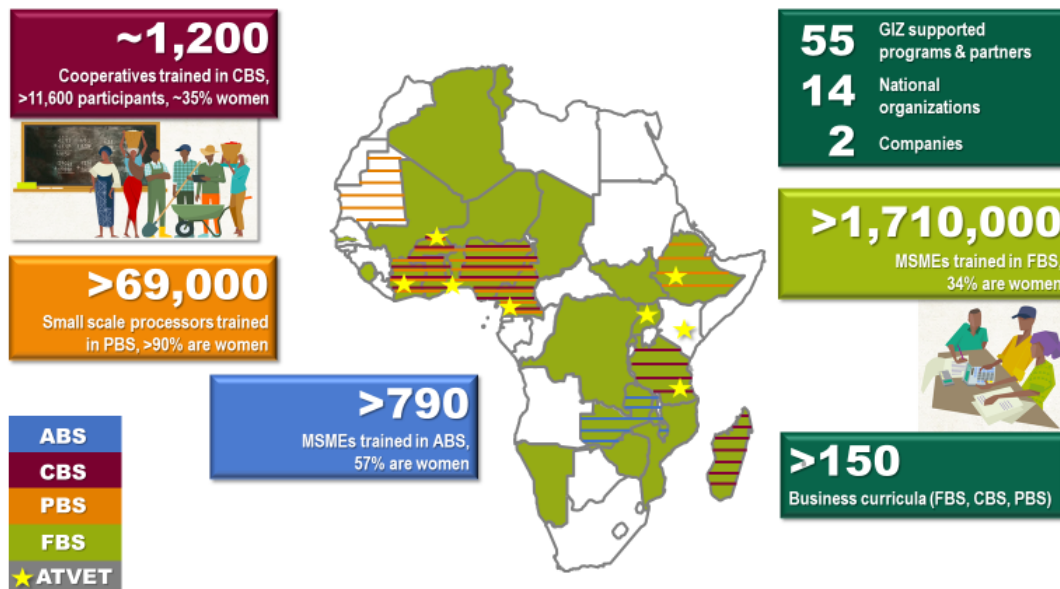 ~1,200
Cooperatives trained in CBS,
>11,600 participants, ~35% women
>69,000
Small scale processors trained
in PBS, >90% are women
>790
MSMEs trained in ABS,
57% are women
ABS
CBS
PBS
FBS
ATVET
55 GIZ supported
programs & partners
14 National
organizations
2 Companies
>1,710,000
MSMEs trained in FBS,
34% are women
>150
Business curricula (FBS, CBS, PBS)